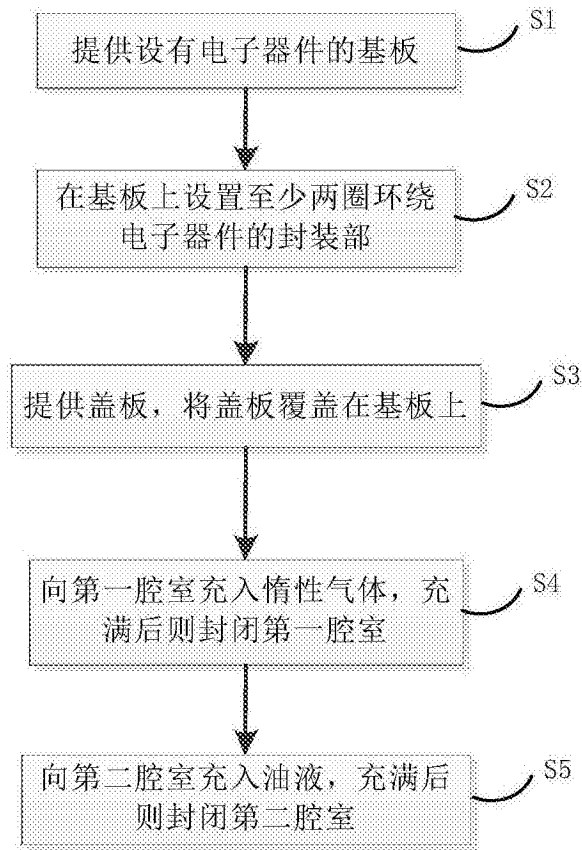 提供设有电子器件的基板
S1
在基板上设置至少两圈环绕
电子器件的封装部
S2
提供盖板，将盖板覆盖在基板上
S3
向第一腔室充入惰性气体，充
满后则封闭第一腔室
S4
向第二腔室充入油液，充满后
则封闭第二腔室
S5